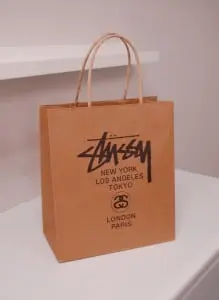 Stüssy
NEW YORK
LOS ANGELES
TOKYO
LONDON
PARIS